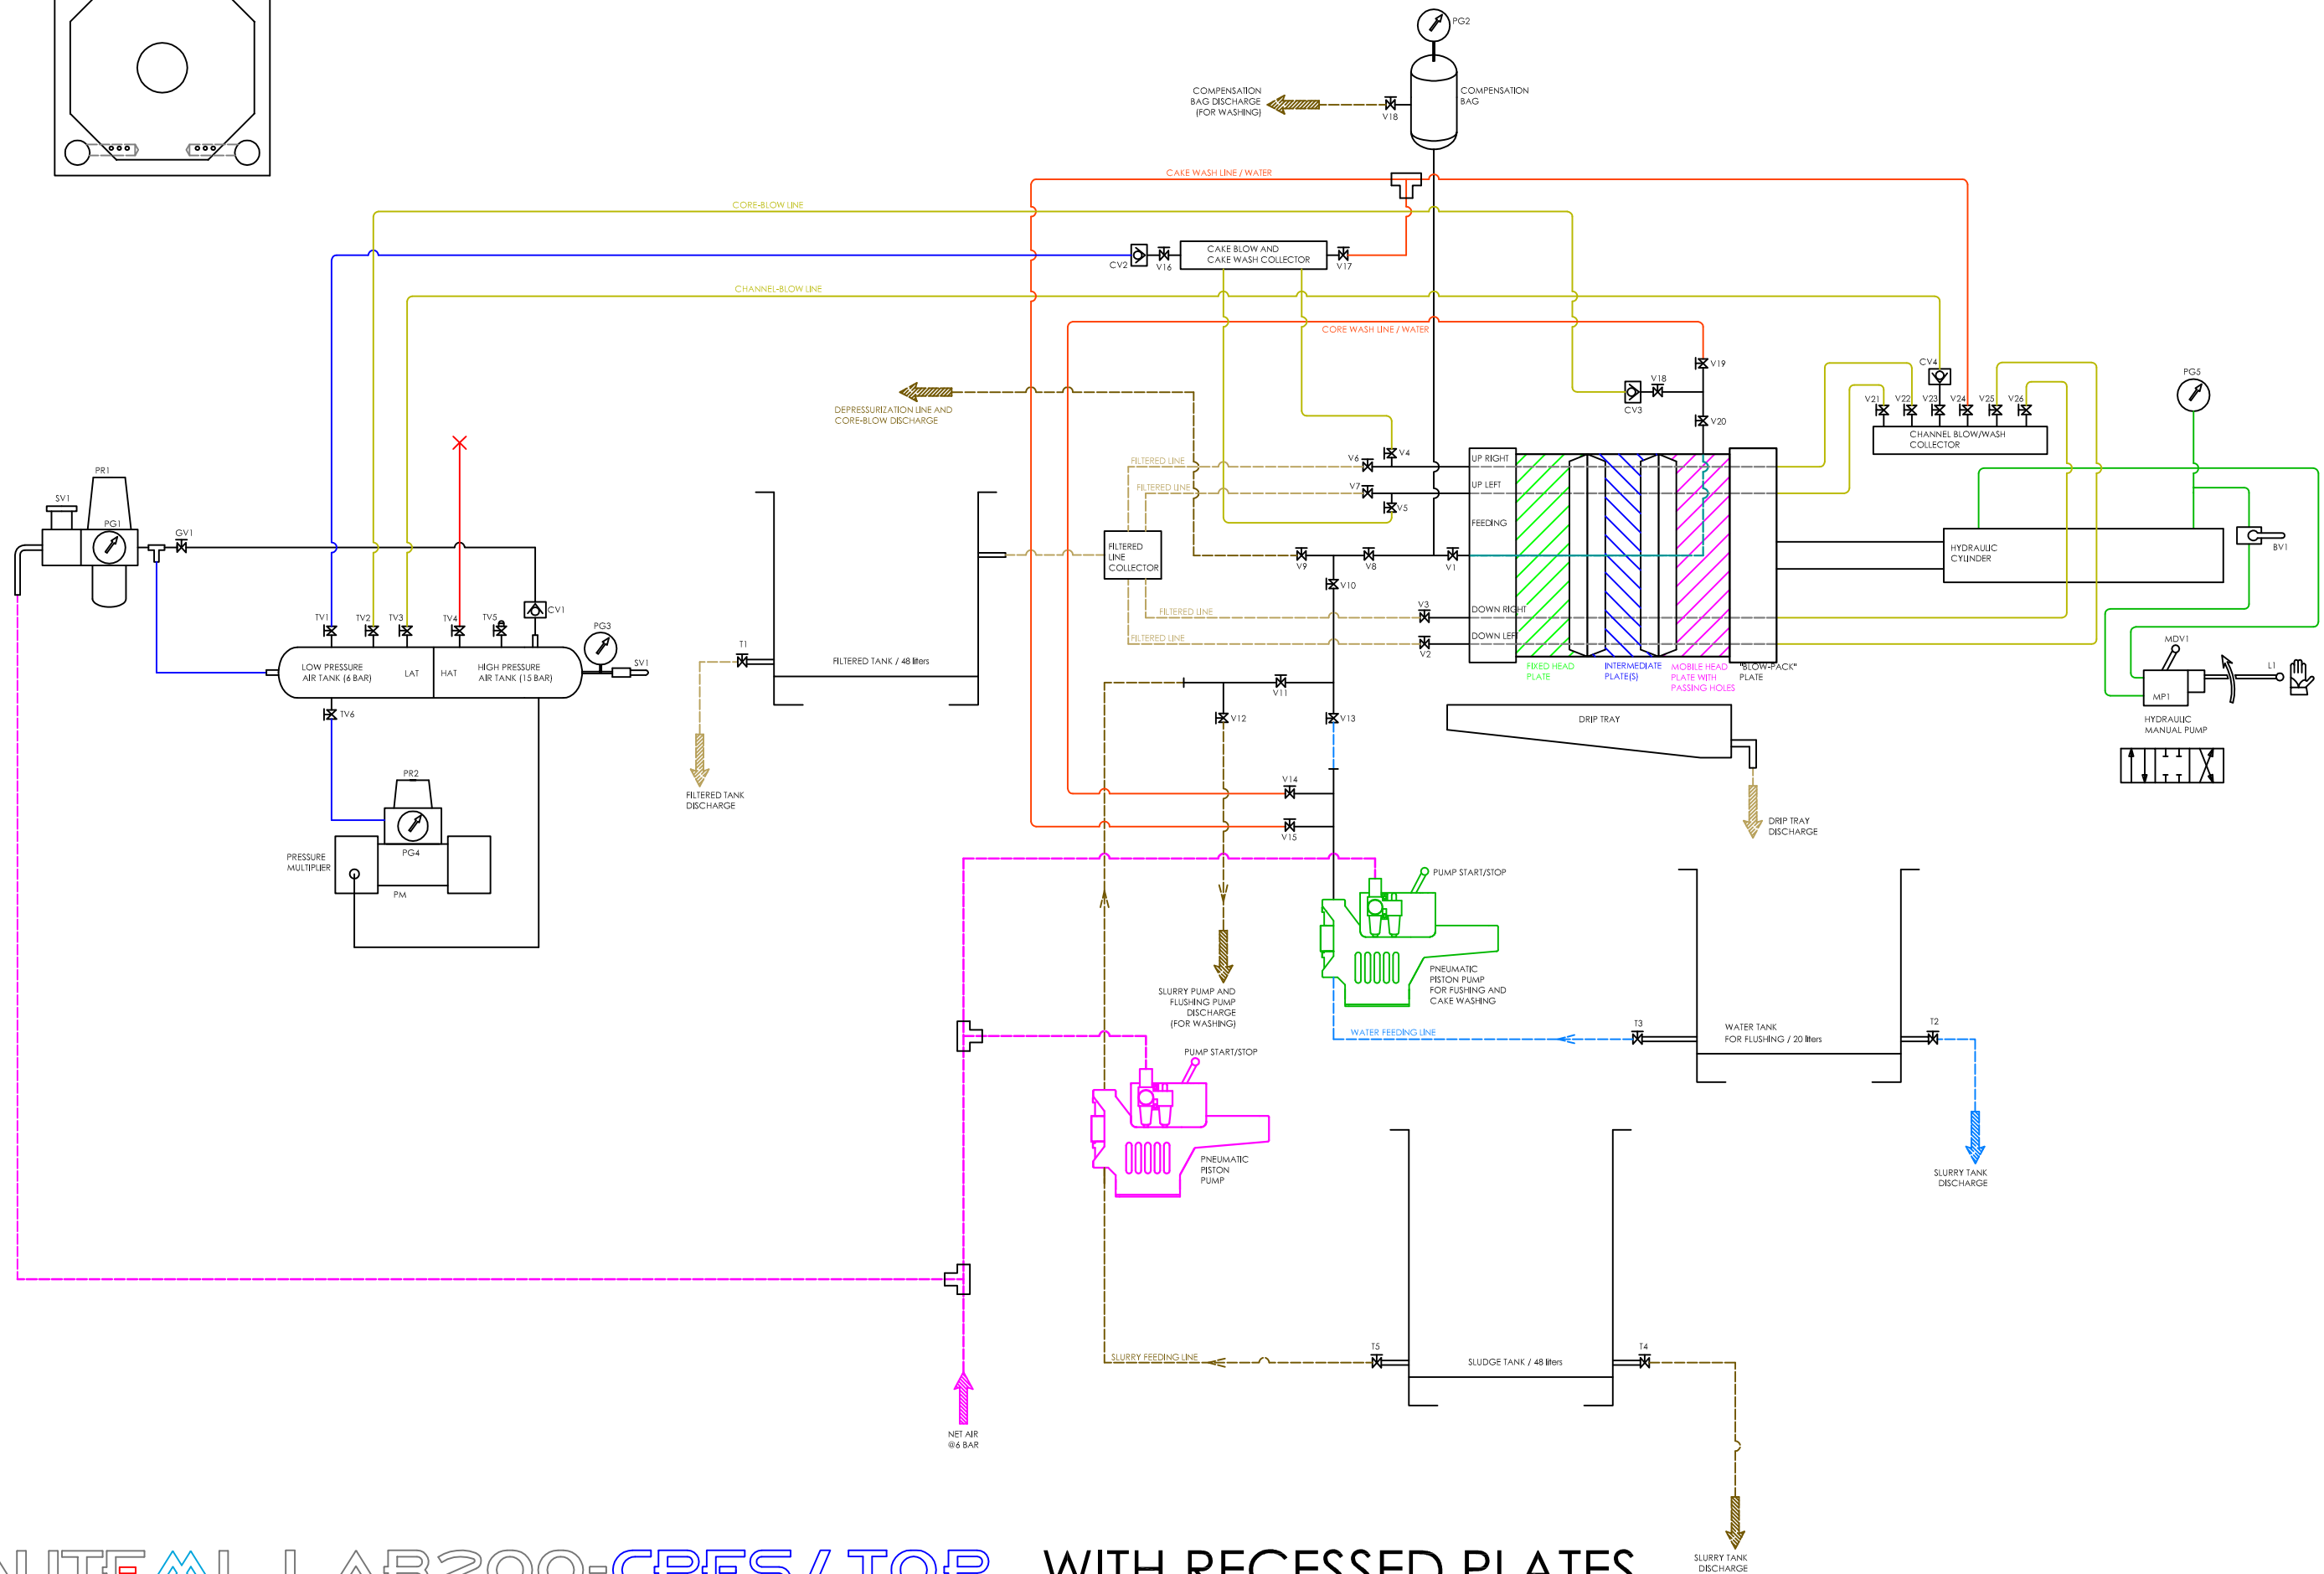 PG2
COMPENSATION
BAG DISCHARGE
(FOR WASHING)
V18
COMPENSATION
BAG
CAKE WASH LINE / WATER
CORE-BLOW LINE
CV2
V16
CAKE BLOW AND
CAKE WASH COLLECTOR
V17
CHANNEL-BLOW LINE
CORE WASH LINE / WATER
V19
V18
CV3
V20
CV4
V21
V22
V23
V24
V25
V26
CHANNEL BLOW/WASH
COLLECTOR
PG5
DEPRESSURIZATION LINE AND
CORE-BLOW DISCHARGE
FILTERED LINE
V6
V4
UP RIGHT
FILTERED LINE
V7
V5
UP LEFT
FEEDING
PR1
SV1
PG1
GV1
FILTERED
LINE
COLLECTOR
V9
V8
V1
V10
HYDRAULIC
CYLINDER
BV1
FILTERED LINE
V3
DOWN RIGHT
FILTERED LINE
V2
DOWN LEFT
TV1
TV2
TV3
TV4
TV5
CV1
PG3
SV1
LOW PRESSURE
AIR TANK (6 BAR)
LAT
HAT
HIGH PRESSURE
AIR TANK (15 BAR)
TV6
T1
FILTERED TANK / 48 liters
FIXED HEAD
PLATE
INTERMEDIATE
PLATE(S)
MOBILE HEAD
PLATE WITH
PASSING HOLES
"BLOW-PACK"
PLATE
MDV1
L1
MP1
HYDRAULIC
MANUAL PUMP
V11
V12
V13
DRIP TRAY
PR2
PG4
PRESSURE
MULTIPLIER
PM
FILTERED TANK
DISCHARGE
V14
V15
DRIP TRAY
DISCHARGE
PUMP START/STOP
PNEUMATIC
PISTON PUMP
FOR FUSHING AND
CAKE WASHING
SLURRY PUMP AND
FLUSHING PUMP
DISCHARGE
(FOR WASHING)
WATER FEEDING LINE
T3
WATER TANK
FOR FLUSHING / 20 liters
T2
PUMP START/STOP
PNEUMATIC
PISTON
PUMP
SLURRY TANK
DISCHARGE
SLURRY FEEDING LINE
T5
SLUDGE TANK / 48 liters
T4
NET AIR
@6 BAR
SLURRY TANK
DISCHARGE
LAB200-CPES / TOP WITH RECESSED PLATES